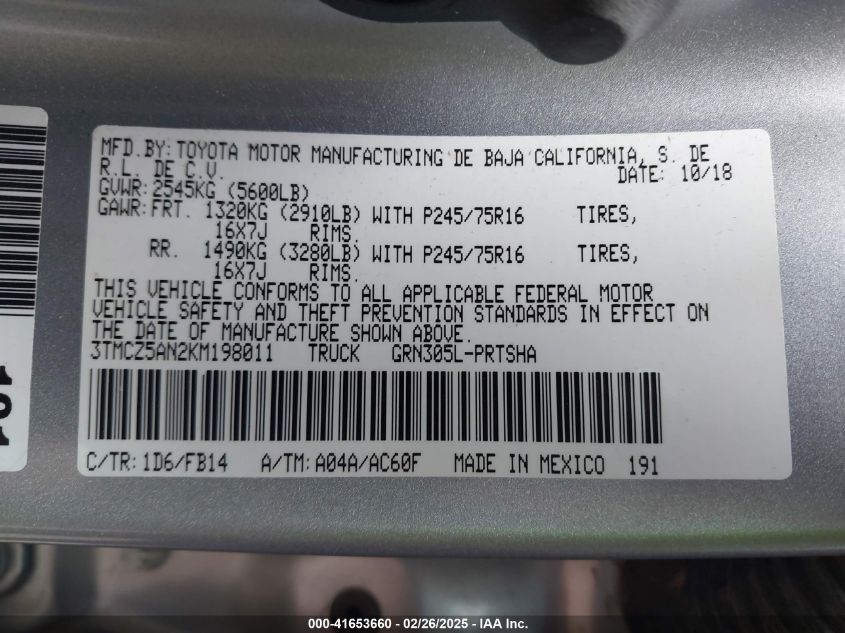 MFD.BY:TOYOTA MOTOR MANUFACTURING DE BAJA CALIFORNIA, S. DE
R.L. DE C.V. DATE: 10/18
GVWR:2545KG (5600LB)
GAWR:FRT. 1320KG (2910LB) WITH P245/75R16 TIRES,
16X7J RIMS.
RR. 1490KG (3280LB) WITH P245/75R16 TIRES,
16X7J RIMS.
THIS VEHICLE CONFORMS TO ALL APPLICABLE FEDERAL MOTOR
VEHICLE SAFETY AND THEFT PREVENTION STANDARDS IN EFFECT ON
THE DATE OF MANUFACTURE SHOWN ABOVE.
3TMCZ5AN2KM198011 TRUCK GRN305L-PRTSHA
C/TR:1D6/FB14 A/TM:A04A/AC60F MADE IN MEXICO 191
000-41653660 - 02/26/2025 - IAA Inc.